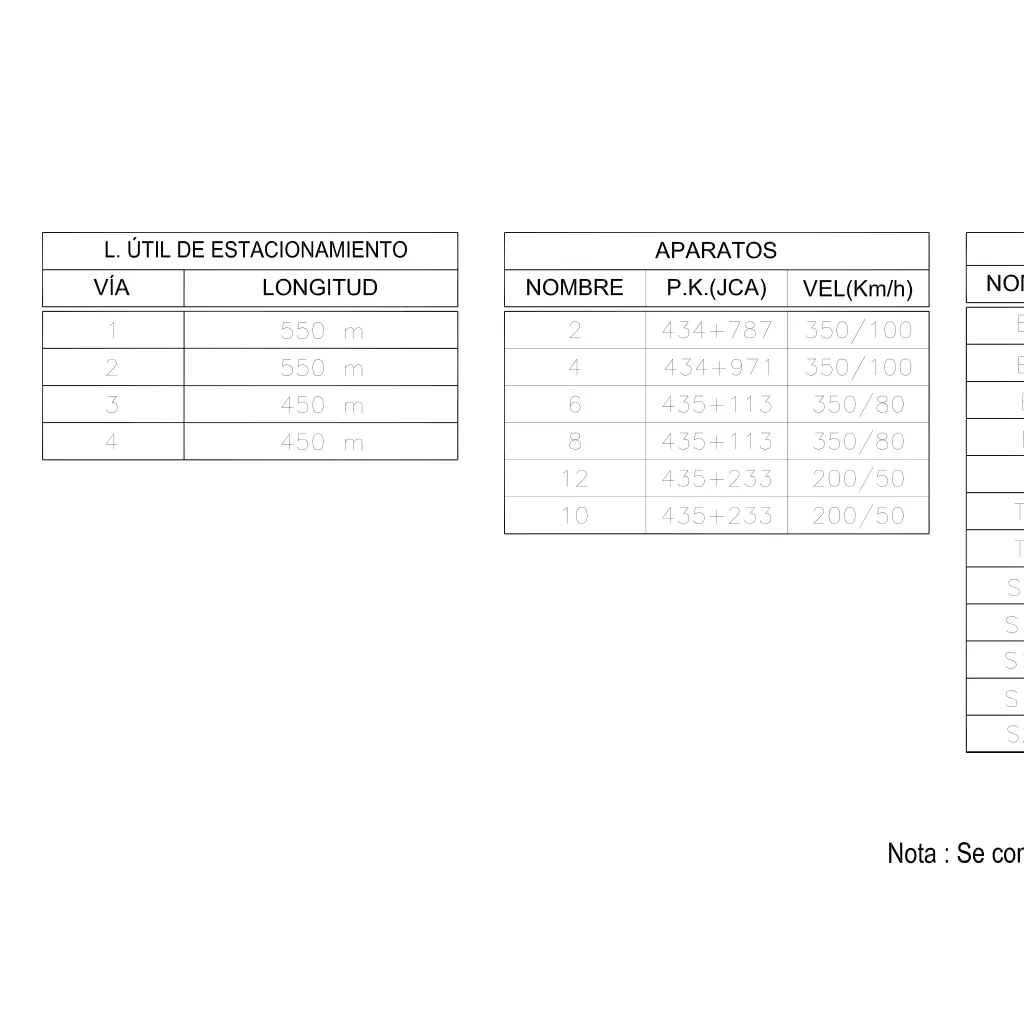 L. ÚTIL DE ESTACIONAMIENTO
VÍA LONGITUD
1 550 m
2 550 m
3 450 m
4 450 m
APARATOS
NOMBRE P.K.(JCA) VEL(Km/h)
2 434+787 350/100
4 434+971 350/100
6 435+113 350/80
8 435+113 350/80
12 435+233 200/50
10 435+233 200/50
T
T
S
S
S
S
Nota : Se